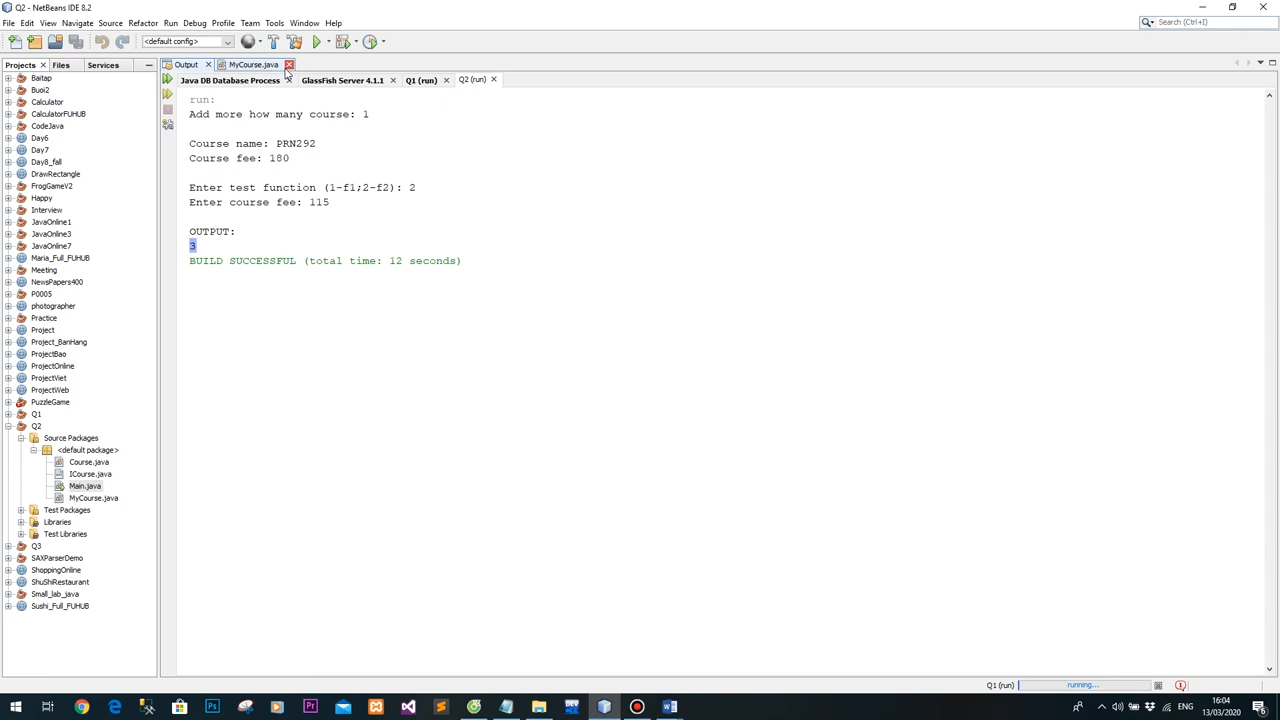 Q2 - NetBeans IDE 8.2
File Edit View Navigate Source Refactor Run Debug Profile Team Tools Window Help
Search (Ctrl+I)
<default config>
Projects Files Services
Output MyCourse.java
Java DB Database Process GlassFish Server 4.1.1 Q1 (run) Q2 (run)
Baitap
Buoi2
Calculator
CalculatorFUHUB
CodeJava
Day6
Day7
Day8_fall
DrawRectangle
FrogGameV2
Happy
Interview
JavaOnline1
JavaOnline3
JavaOnline7
Maria_Full_FUHUB
Meeting
NewsPapers400
P0005
photographer
Practice
Project
Project_BanHang
ProjectBao
ProjectOnline
ProjectViet
ProjectWeb
PuzzleGame
Q1
Q2
Source Packages
<default package>
Course.java
ICourse.java
Main.java
MyCourse.java
Test Packages
Libraries
Test Libraries
Q3
SAXParserDemo
ShoppingOnline
ShuShiRestaurant
Small_lab_java
Sushi_Full_FUHUB
run:
Add more how many course: 1
Course name: PRN292
Course fee: 180
Enter test function (1-f1;2-f2): 2
Enter course fee: 115
OUTPUT:
3
BUILD SUCCESSFUL (total time: 12 seconds)
Q1 (run) running...
16:04
13/03/2020